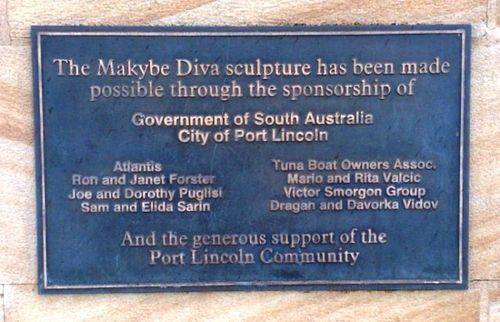 The Makybe Diva sculpture has been made
possible through the sponsorship of
Government of South Australia
City of Port Lincoln
Atlantis
Ron and Janet Forster
Joe and Dorothy Puglisi
Sam and Elida Sarin
Tuna Boat Owners Assoc.
Mario and Rita Valcic
Victor Smorgon Group
Dragan and Davorka Vidov
And the generous support of the
Port Lincoln Community